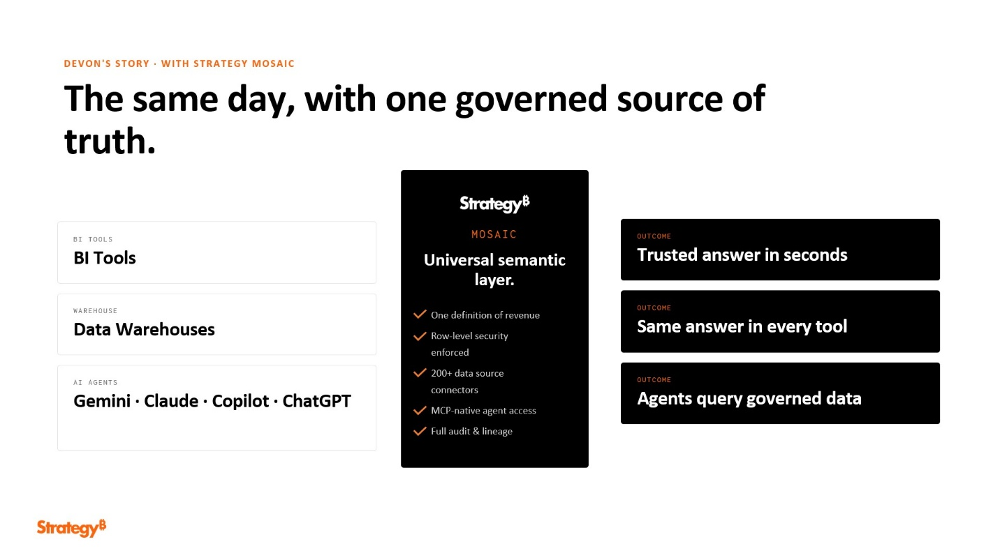 DEVON'S STORY · WITH STRATEGY MOSAIC
The same day, with one governed source of
truth.
BI TOOLS
BI Tools
WAREHOUSE
Data Warehouses
AI AGENTS
Gemini · Claude · Copilot · ChatGPT
Strategy₿
MOSAIC
Universal semantic
layer.
One definition of revenue
Row-level security
enforced
200+ data source
connectors
MCP-native agent access
Full audit & lineage
OUTCOME
Trusted answer in seconds
OUTCOME
Same answer in every tool
OUTCOME
Agents query governed data
Strategy₿